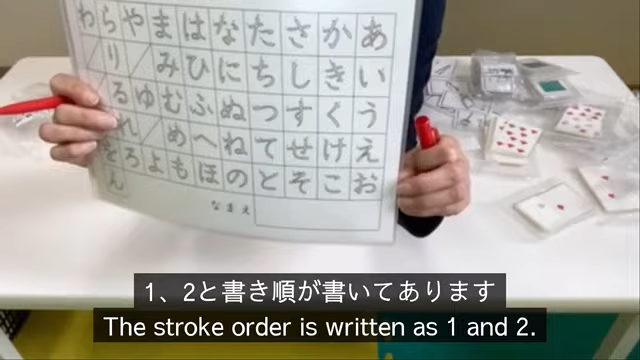 あいうえお
かきくけこ
さしすせそ
たちつてと
なにぬねの
はひふへほ
まみむめも
やゆよ
らりるれろ
わをん
なまえ
1、2と書き順が書いてあります
The stroke order is written as 1 and 2.